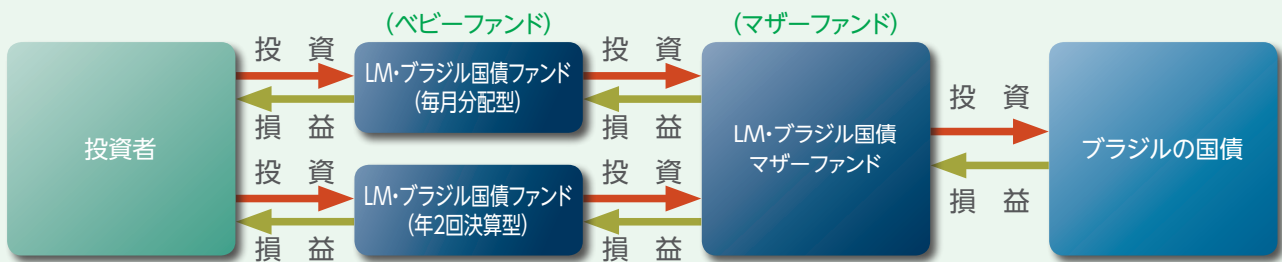 (ベビーファンド)
(マザーファンド)
投資
LM・ブラジル国債ファンド
(毎月分配型)
損益
投資
損益
投資者
投資
LM・ブラジル国債ファンド
(年2回決算型)
損益
投資
損益
LM・ブラジル国債
マザーファンド
投資
損益
ブラジルの国債